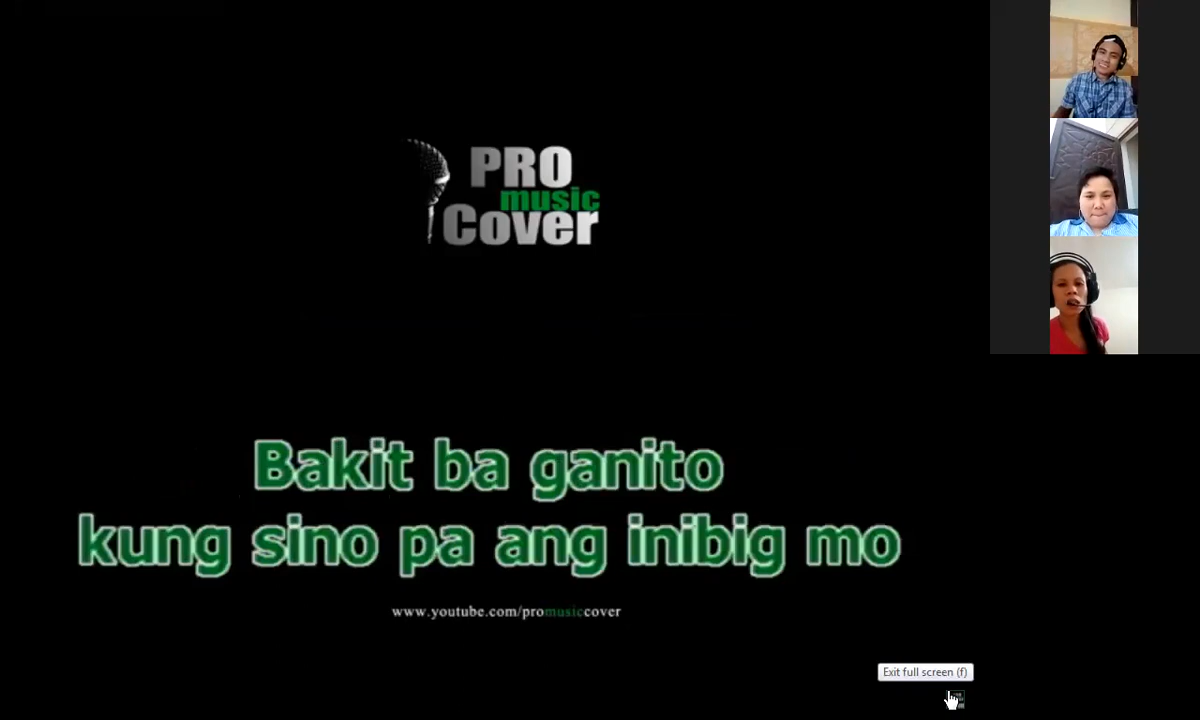 PRO
music
Cover
Bakit ba ganito
kung sino pa ang inibig mo
www.youtube.com/promusiccover
Exit full screen (f)